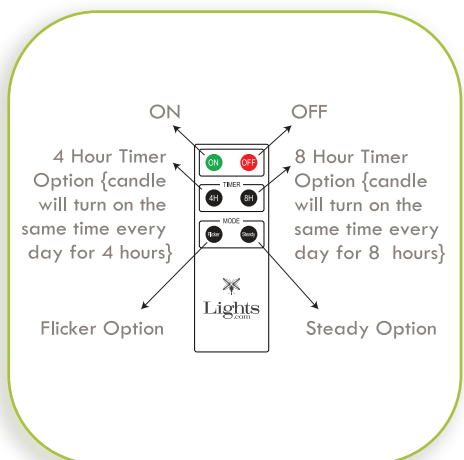 ON
OFF
4 Hour Timer
Option {candle
will turn on the
same time every
day for 4 hours}
8 Hour Timer
Option {candle
will turn on the
same time every
day for 8 hours}
ON OFF
TIMER
4H 8H
MODE
Flicker Steady
Lights
.com
Flicker Option
Steady Option